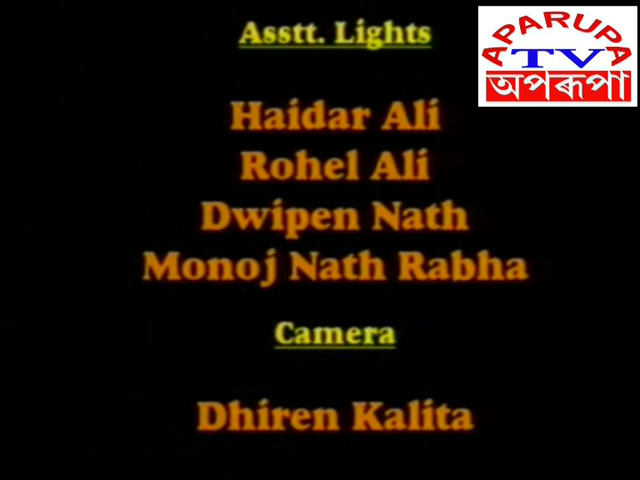 Asstt. Lights
APARUPA
TV
অপৰূপা
Haidar Ali
Rohel Ali
Dwipen Nath
Monoj Nath Rabha
Camera
Dhiren Kalita